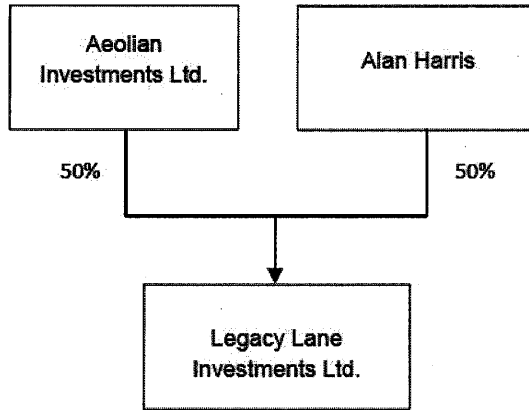 Aeolian
Investments Ltd.
Alan Harris
50%
50%
Legacy Lane
Investments Ltd.